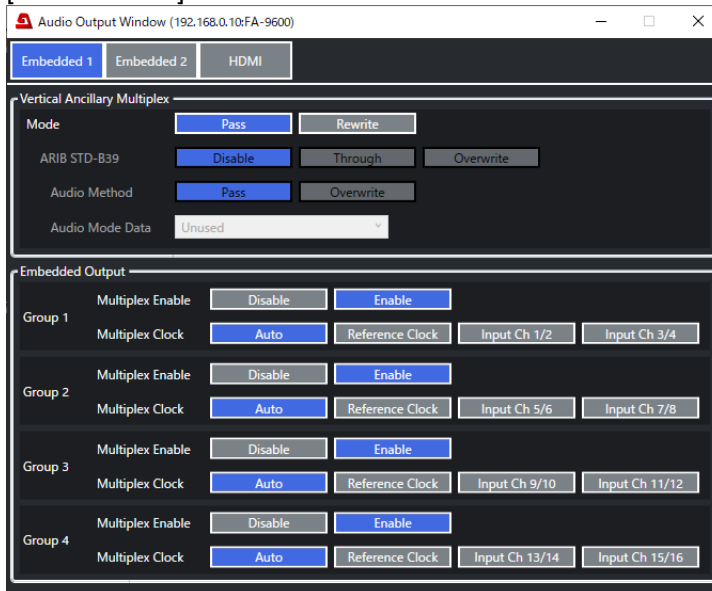 Audio Output Window (192.168.0.10:FA-9600)
Embedded 1 Embedded 2 HDMI
Vertical Ancillary Multiplex
Mode Pass Rewrite
ARIB STD-B39 Disable Through Overwrite
Audio Method Pass Overwrite
Audio Mode Data Unused
Embedded Output
Group 1
Multiplex Enable Disable Enable
Multiplex Clock Auto Reference Clock Input Ch 1/2 Input Ch 3/4
Group 2
Multiplex Enable Disable Enable
Multiplex Clock Auto Reference Clock Input Ch 5/6 Input Ch 7/8
Group 3
Multiplex Enable Disable Enable
Multiplex Clock Auto Reference Clock Input Ch 9/10 Input Ch 11/12
Group 4
Multiplex Enable Disable Enable
Multiplex Clock Auto Reference Clock Input Ch 13/14 Input Ch 15/16